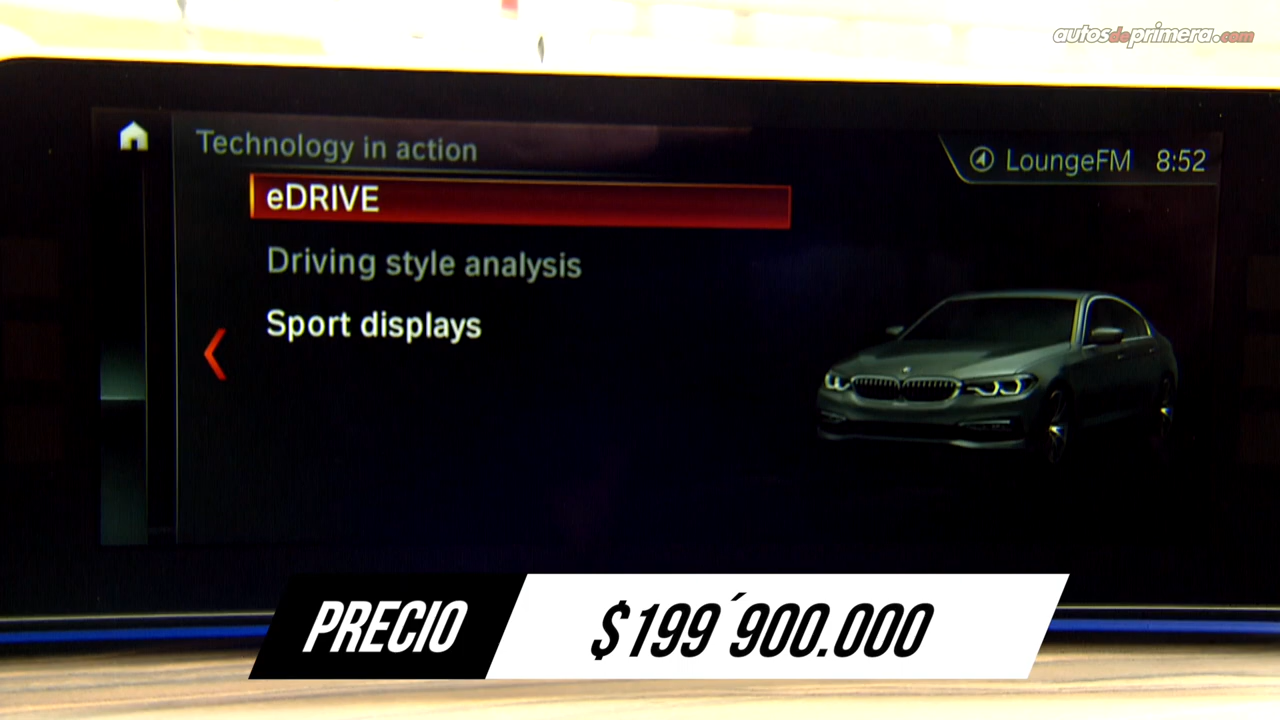 autosdeprimera.com
Technology in action
LoungeFM 8:52
eDRIVE
Driving style analysis
Sport displays
PRECIO $199´900.000